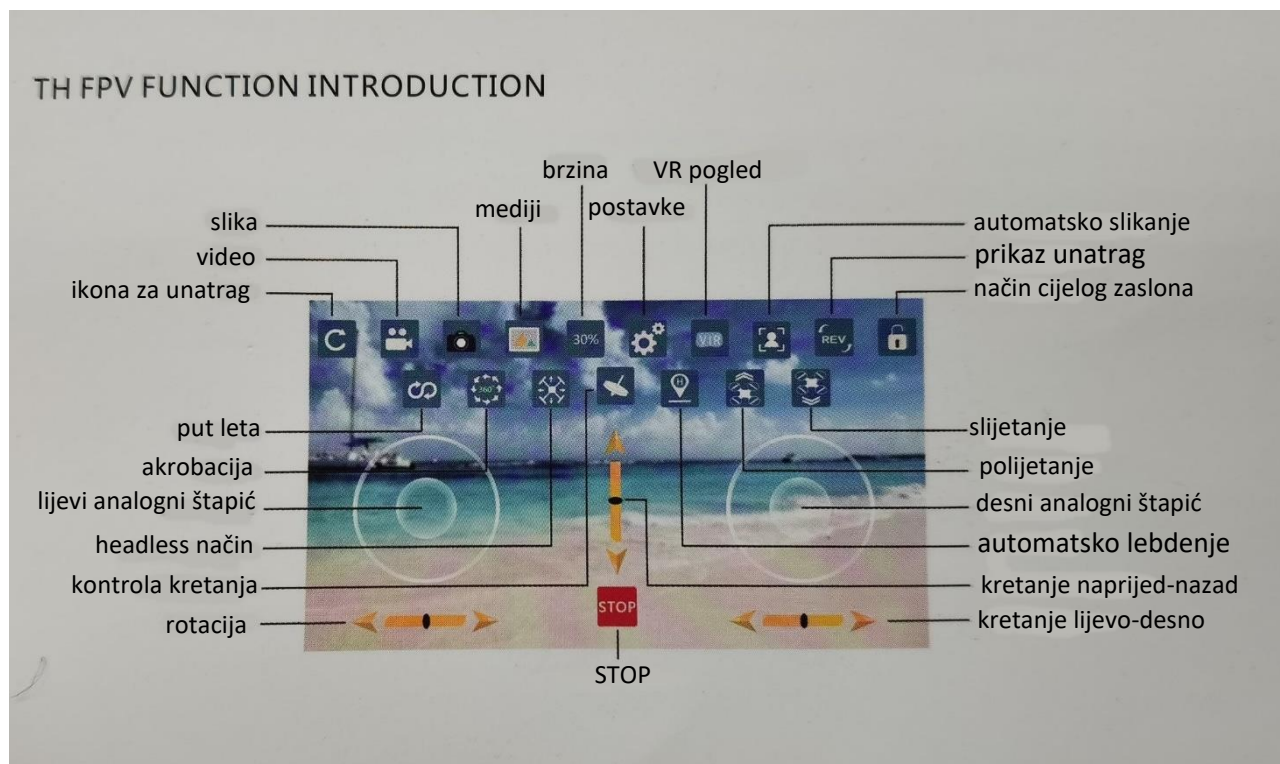 TH FPV FUNCTION INTRODUCTION
brzina
VR pogled
mediji
postavke
slika
video
ikona za unatrag
automatsko slikanje
prikaz unatrag
način cijelog zaslona
30%
VIR
REV
360°
H
put leta
akrobacija
lijevi analogni štapić
headless način
kontrola kretanja
rotacija
slijetanje
polijetanje
desni analogni štapić
automatsko lebdenje
kretanje naprijed-nazad
kretanje lijevo-desno
STOP
STOP